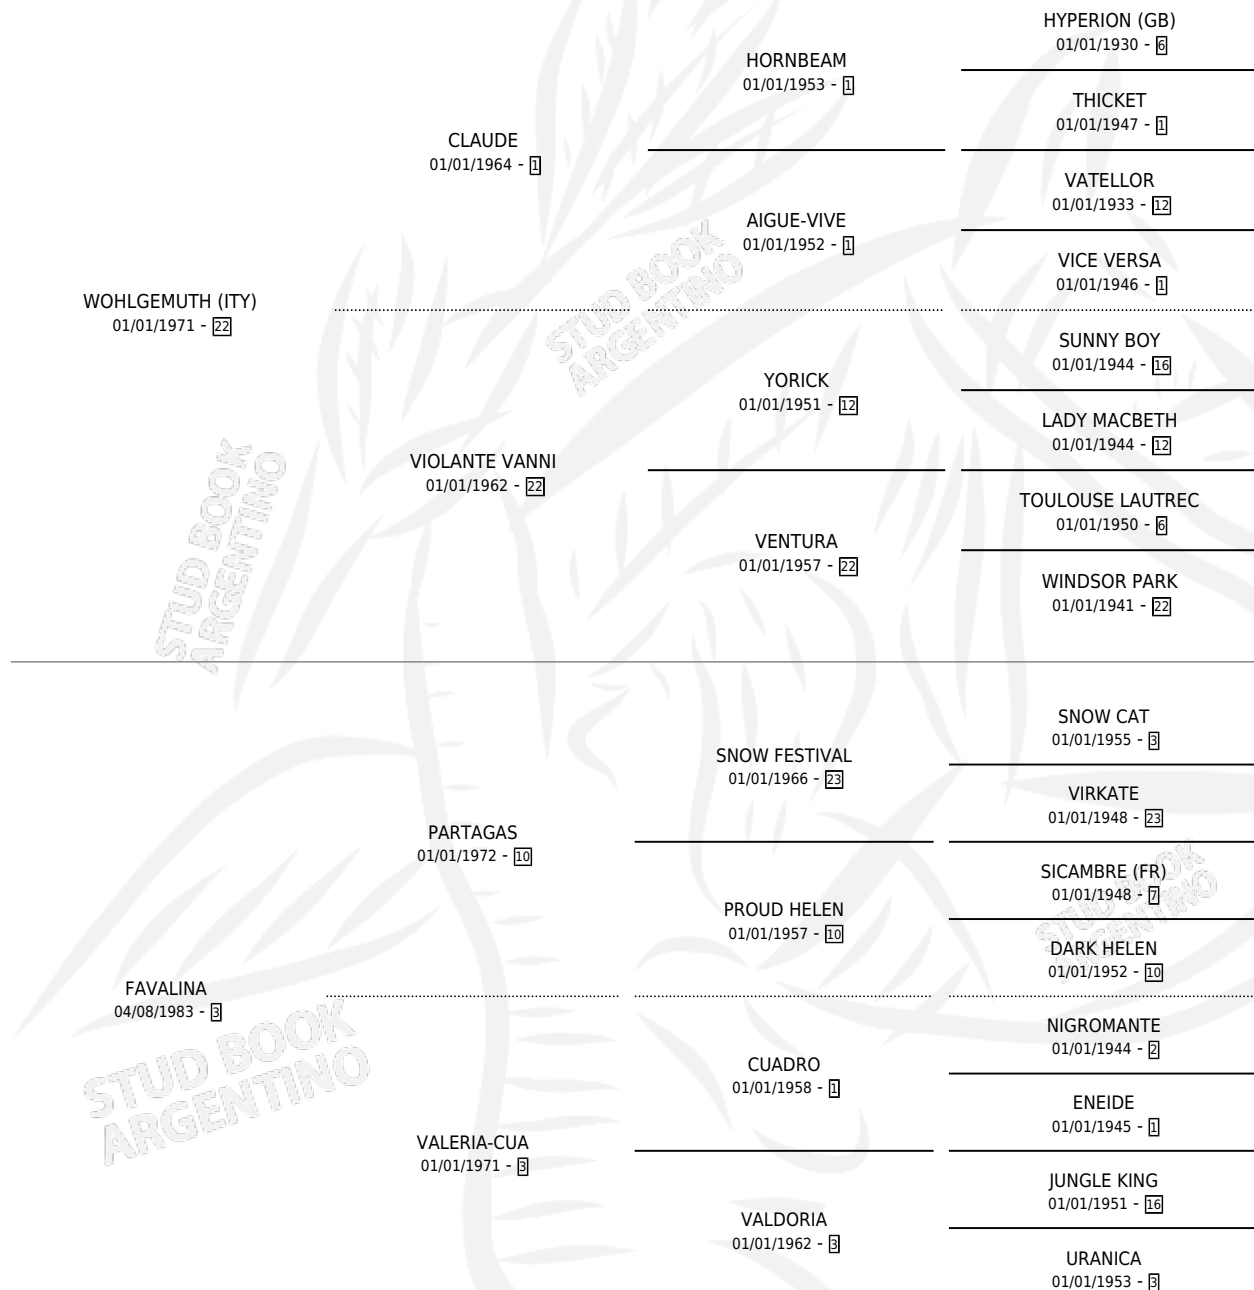 HYPERION (GB)
01/01/1930 - 6
HORNBEAM
01/01/1953 - 1
THICKET
01/01/1947 - 1
CLAUDE
01/01/1964 - 1
VATELLOR
01/01/1933 - 12
AIGUE-VIVE
01/01/1952 - 1
VICE VERSA
01/01/1946 - 1
WOHLGEMUTH (ITY)
01/01/1971 - 22
SUNNY BOY
01/01/1944 - 16
YORICK
01/01/1951 - 12
LADY MACBETH
01/01/1944 - 12
VIOLANTE VANNI
01/01/1962 - 22
TOULOUSE LAUTREC
01/01/1950 - 6
VENTURA
01/01/1957 - 22
WINDSOR PARK
01/01/1941 - 22
STUD BOOK
ARGENTINO
STUD BOOK
ARGENTINO
SNOW CAT
01/01/1955 - 3
SNOW FESTIVAL
01/01/1966 - 23
VIRKATE
01/01/1948 - 23
PARTAGAS
01/01/1972 - 10
SICAMBRE (FR)
01/01/1948 - 7
PROUD HELEN
01/01/1957 - 10
DARK HELEN
01/01/1952 - 10
STUD BOOK
ARGENTINO
FAVALINA
04/08/1983 - 3
NIGROMANTE
01/01/1944 - 2
CUADRO
01/01/1958 - 1
ENEIDE
01/01/1945 - 1
VALERIA-CUA
01/01/1971 - 3
JUNGLE KING
01/01/1951 - 16
VALDORIA
01/01/1962 - 3
URANICA
01/01/1953 - 3
STUD BOOK
ARGENTINO